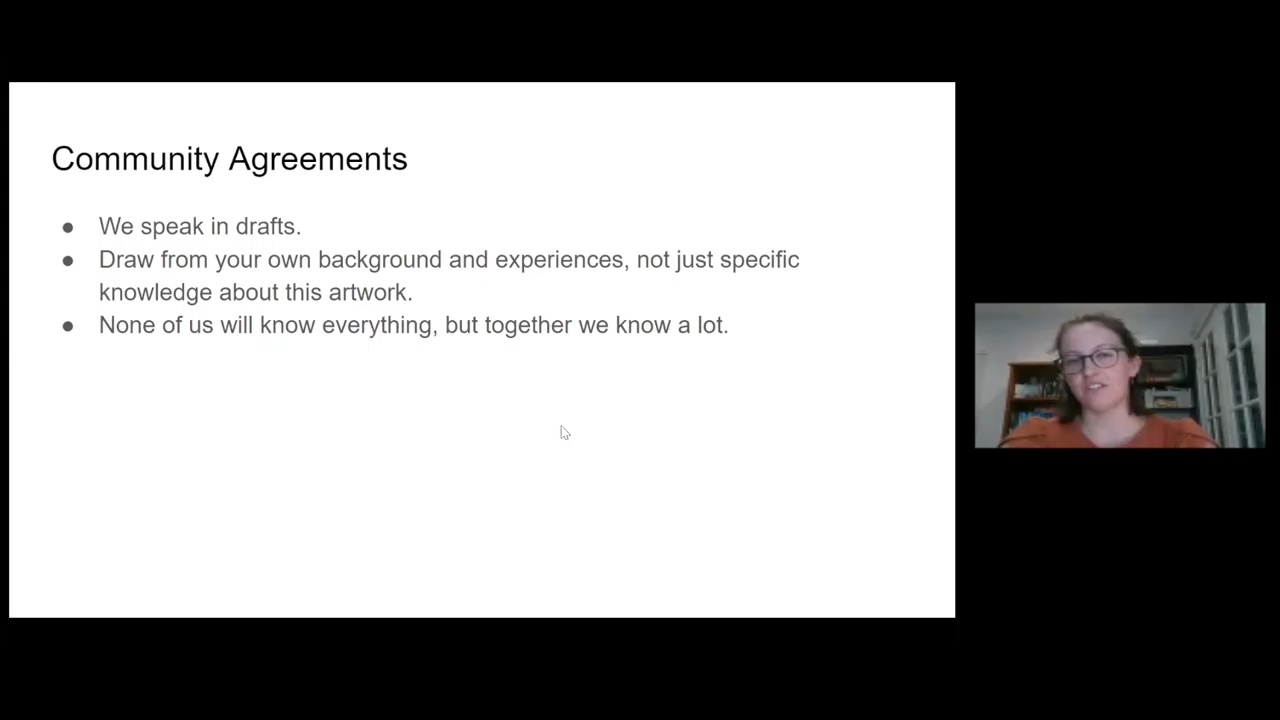 Community Agreements
● We speak in drafts.
● Draw from your own background and experiences, not just specific
knowledge about this artwork.
● None of us will know everything, but together we know a lot.